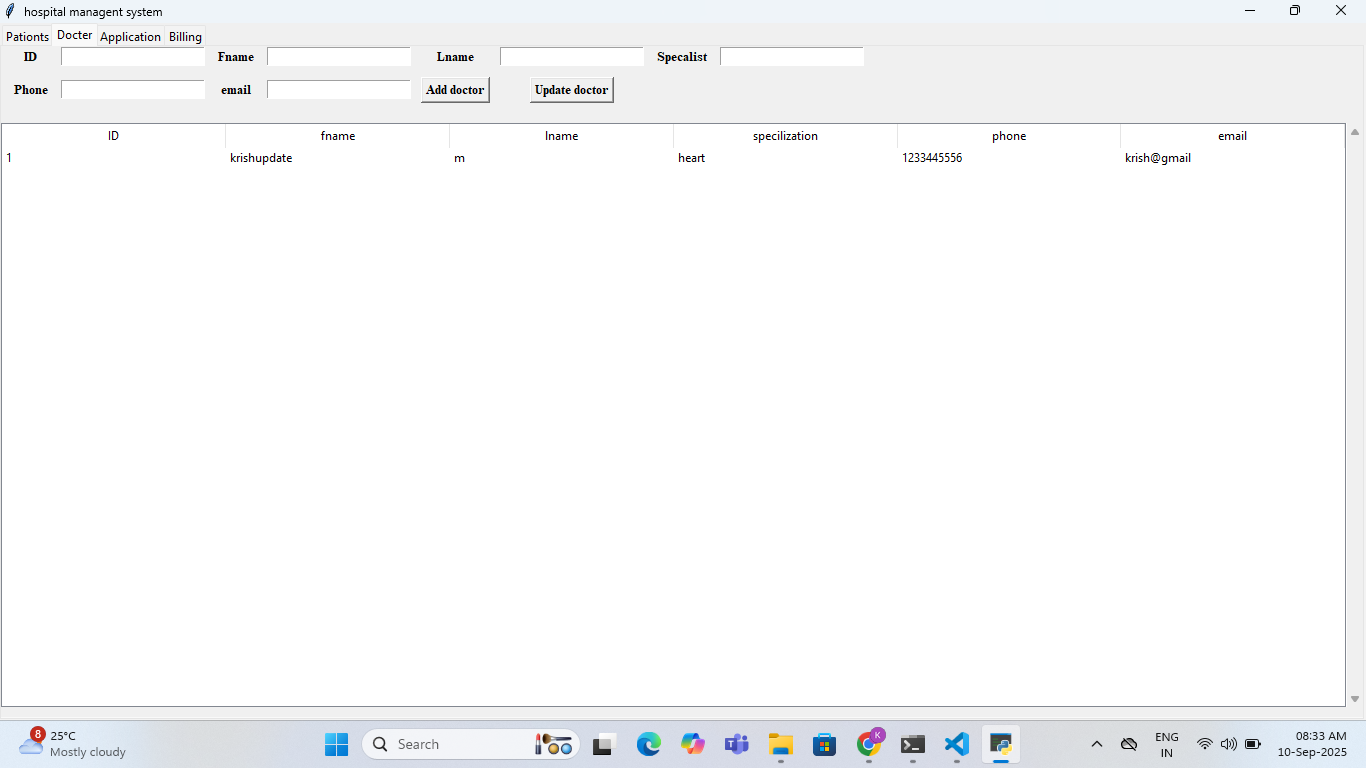 hospital managent system
Pationts Docter Application Billing
ID Fname Lname Specalist
Phone email Add doctor Update doctor
ID fname lname specilization phone email
1 krishupdate m heart 1233445556 krish@gmail
8 25°C
Mostly cloudy
Search
K
ENG
IN
08:33 AM
10-Sep-2025